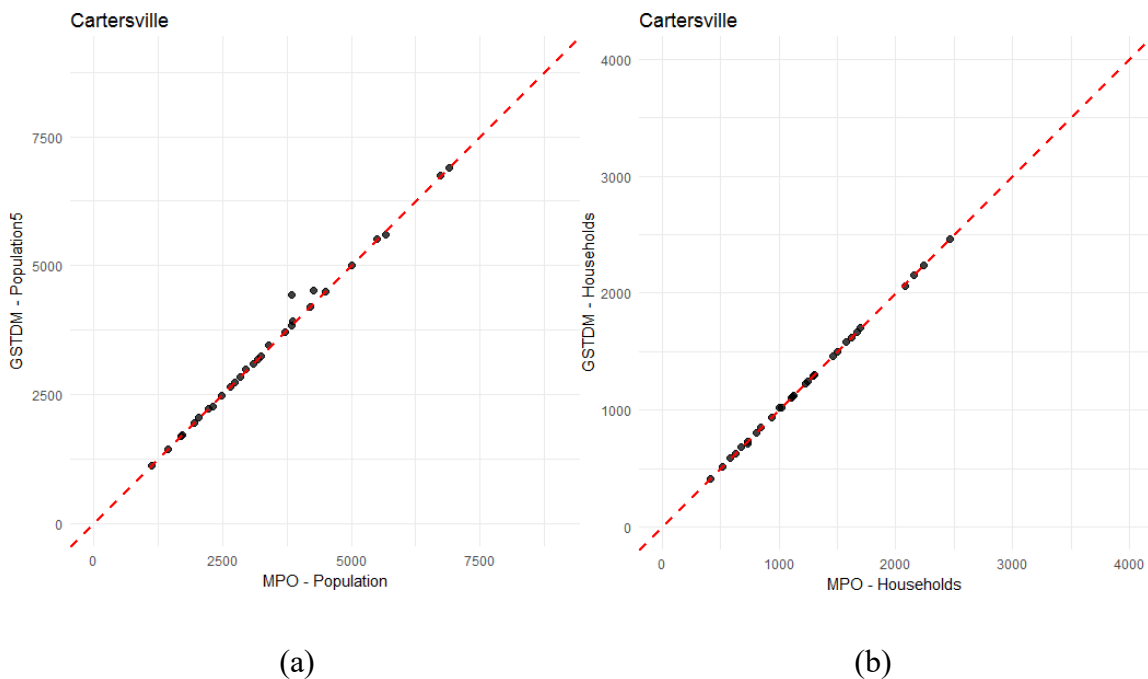 Cartersville
7500
5000
2500
0
GSTDM - Population5
0 2500 5000 7500
MPO - Population
(a)
Cartersville
4000
3000
2000
1000
0
GSTDM - Households
0 1000 2000 3000 4000
MPO - Households
(b)